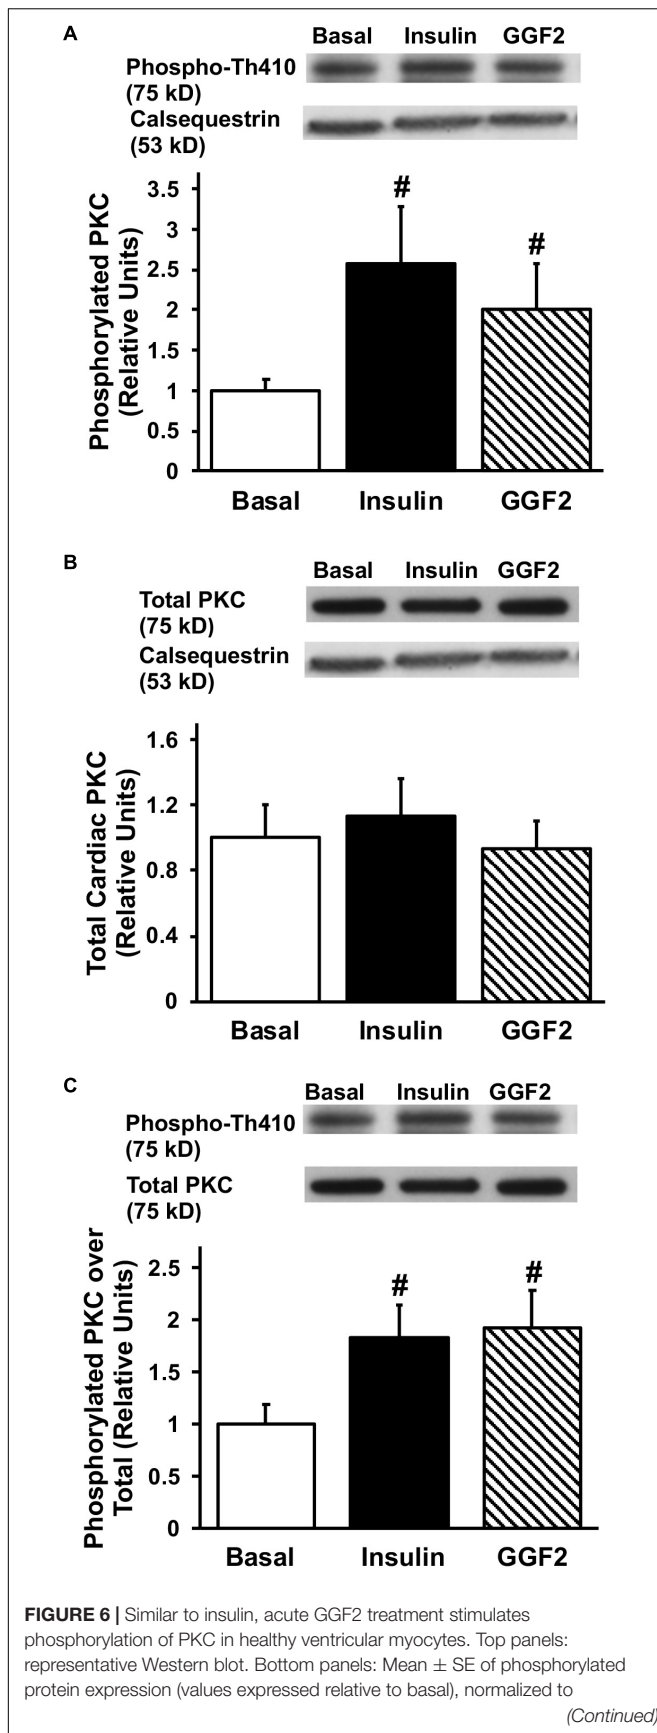 A
Basal Insulin GGF2
Phospho-Th410
(75 kD)
Calsequestrin
(53 kD)
Phosphorylated PKC
(Relative Units)
3.5
3
2.5
2
1.5
1
0.5
0
#
#
Basal Insulin GGF2
B
Basal Insulin GGF2
Total PKC
(75 kD)
Calsequestrin
(53 kD)
Total Cardiac PKC
(Relative Units)
1.6
1.2
0.8
0.4
0
Basal Insulin GGF2
C
Basal Insulin GGF2
Phospho-Th410
(75 kD)
Total PKC
(75 kD)
Phosphorylated PKC over
Total (Relative Units)
2.5
2
1.5
1
0.5
0
#
#
Basal Insulin GGF2
FIGURE 6 | Similar to insulin, acute GGF2 treatment stimulates
phosphorylation of PKC in healthy ventricular myocytes. Top panels:
representative Western blot. Bottom panels: Mean ± SE of phosphorylated
protein expression (values expressed relative to basal), normalized to
(Continued)